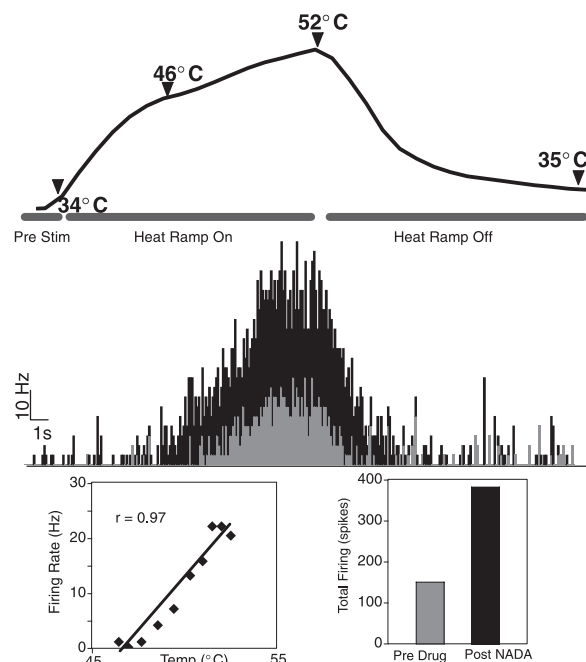 52°C
46°C
35°C
34°C
Pre Stim Heat Ramp On Heat Ramp Off
10 Hz
1s
30
20
10
0
Firing Rate (Hz)
r = 0.97
45 Temp (°C) 55
400
300
200
100
0
Total Firing (spikes)
Pre Drug Post NADA